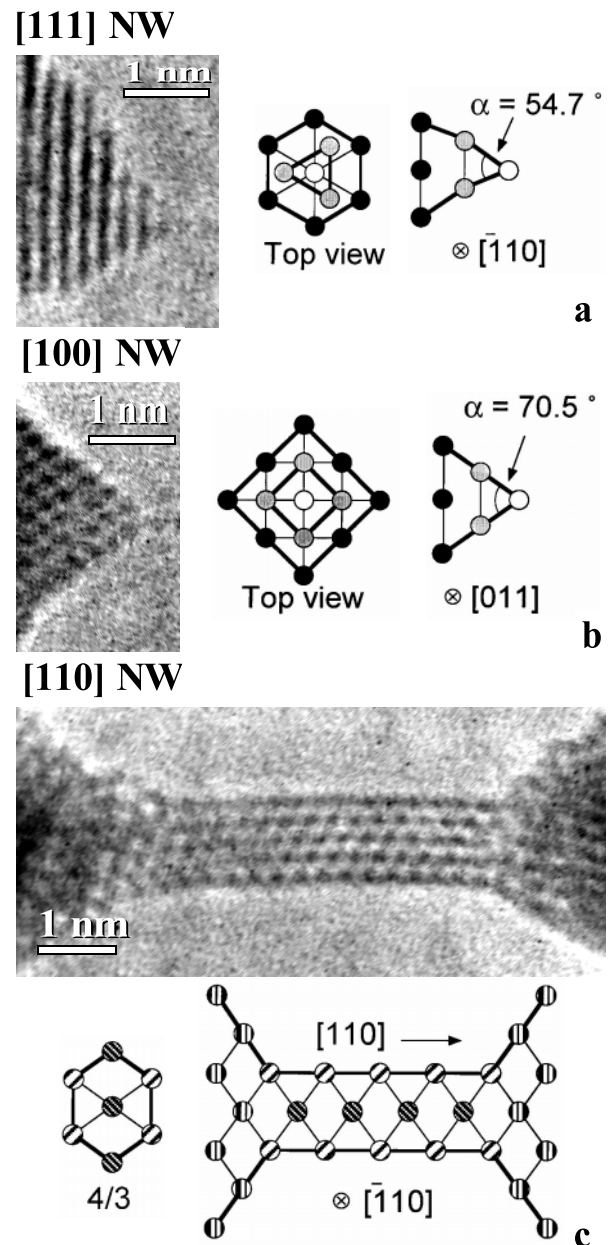 [111] NW
1 nm
α = 54.7 °
Top view
⊗ [1̄10]
a
[100] NW
1 nm
α = 70.5 °
Top view
⊗ [011]
b
[110] NW
1 nm
[110]
4/3
⊗ [1̄10]
c